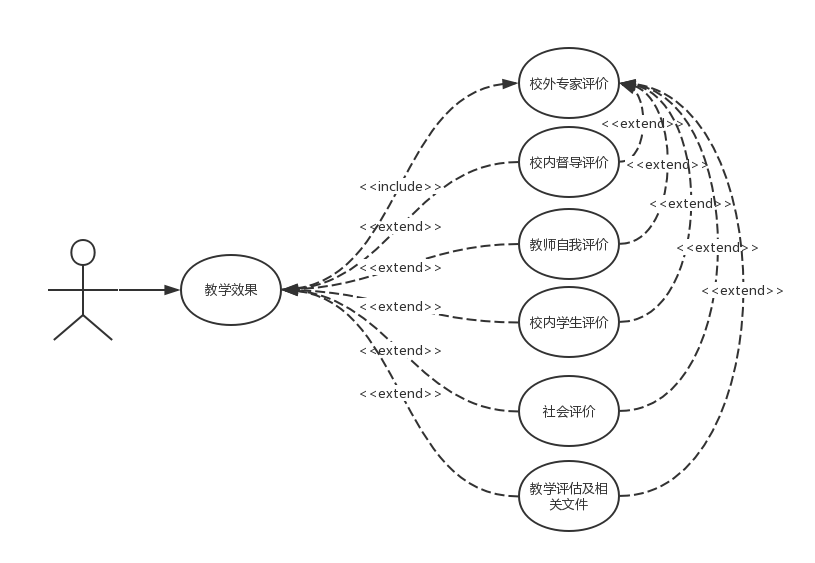 校外专家评价
<<extend>>
校内督导评价
<<extend>>
<<include>>
<<extend>>
<<extend>>
教师自我评价
<<extend>>
<<extend>>
教学效果
<<extend>>
<<extend>>
校内学生评价
<<extend>>
<<extend>>
社会评价
教学评估及相
关文件